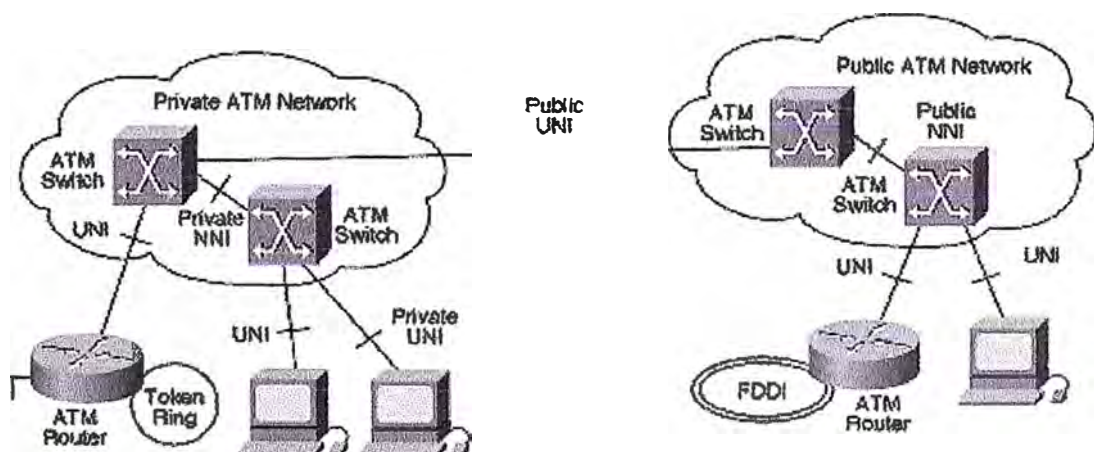 Private ATM Network
ATM
Switch
UNI
Private
NNI
ATM
Switch
UNI
Private
UNI
ATM
Router
Token
Ring
Public
UNI
Public ATM Network
ATM
Switch
Public
NNI
ATM
Switch
UNI
UNI
FDDI
ATM
Router